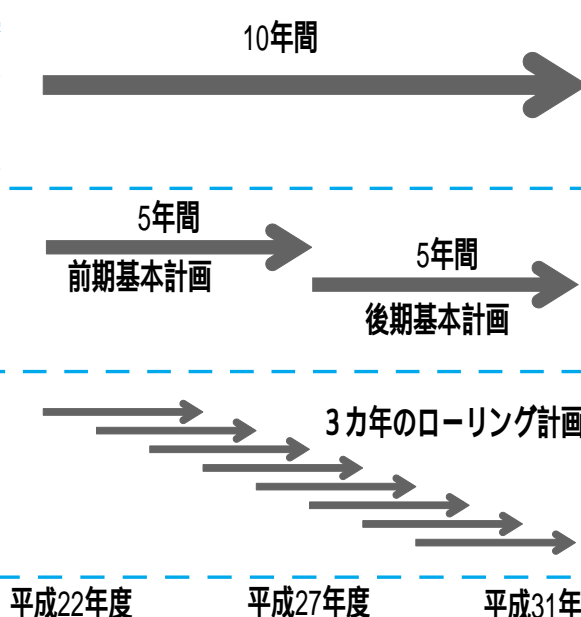 10年間
5年間
前期基本計画
5年間
後期基本計画
３カ年のローリング計画
平成22年度
平成27年度
平成31年